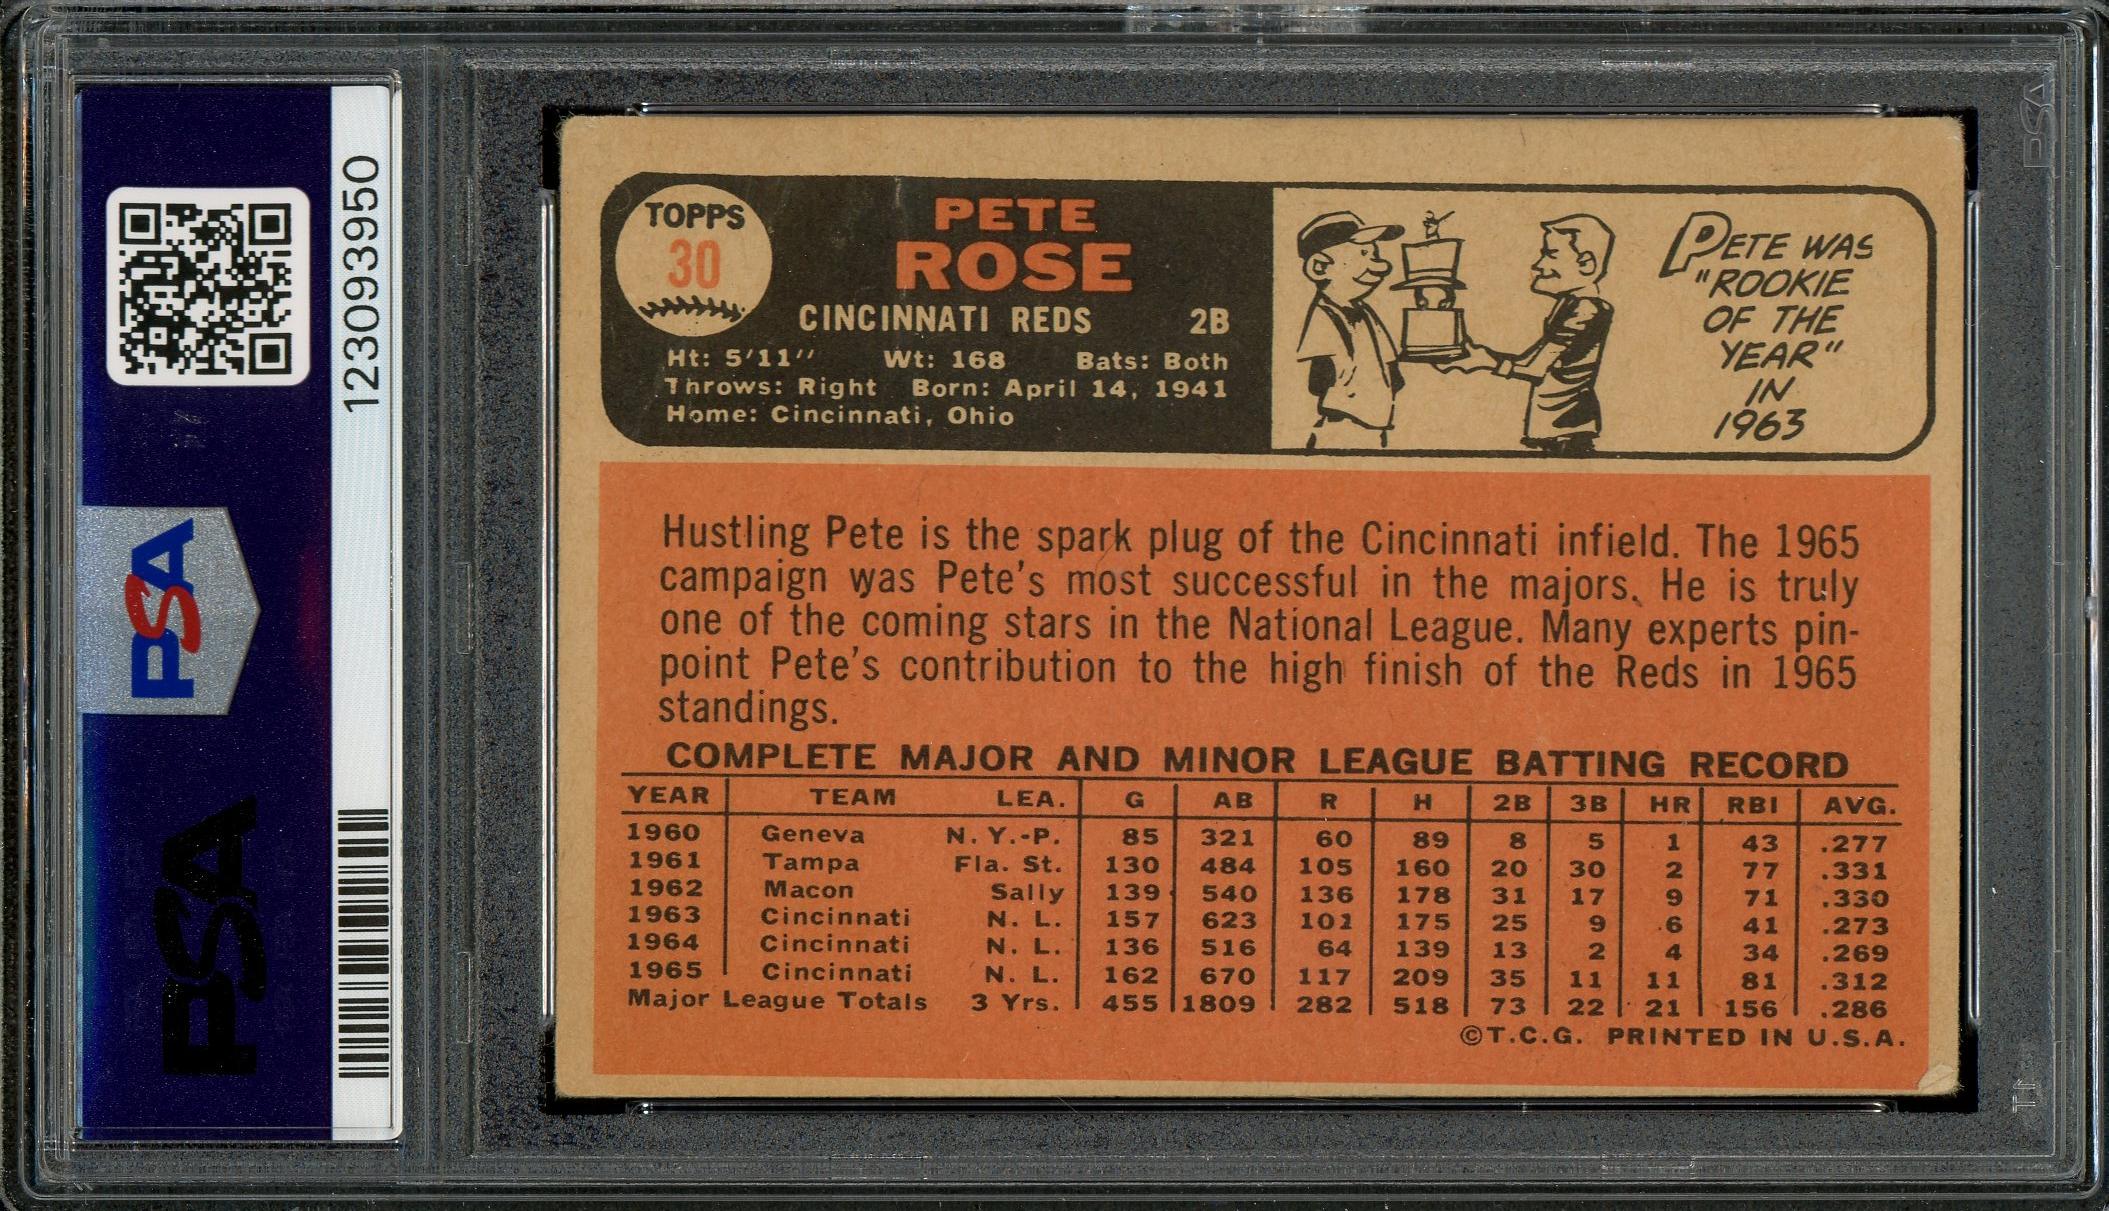 123093950
PSA
PSA
PSA
TOPPS
30
PETE
ROSE
CINCINNATI REDS 2B
Ht: 5'11" Wt: 168 Bats: Both
Throws: Right Born: April 14, 1941
Home: Cincinnati, Ohio
PETE WAS
"ROOKIE
OF THE
YEAR"
IN
1963
Hustling Pete is the spark plug of the Cincinnati infield. The 1965
campaign was Pete's most successful in the majors. He is truly
one of the coming stars in the National League. Many experts pin-
point Pete's contribution to the high finish of the Reds in 1965
standings.
COMPLETE MAJOR AND MINOR LEAGUE BATTING RECORD
YEAR TEAM LEA. G AB R H 2B 3B HR RBI AVG.
1960 Geneva N. Y.-P. 85 321 60 89 8 5 1 43 .277
1961 Tampa Fla. St. 130 484 105 160 20 30 2 77 .331
1962 Macon Sally 139 540 136 178 31 17 9 71 .330
1963 Cincinnati N. L. 157 623 101 175 25 9 6 41 .273
1964 Cincinnati N. L. 136 516 64 139 13 2 4 34 .269
1965 Cincinnati N. L. 162 670 117 209 35 11 11 81 .312
Major League Totals 3 Yrs. 455 1809 282 518 73 22 21 156 .286
©T.C.G. PRINTED IN U.S.A.